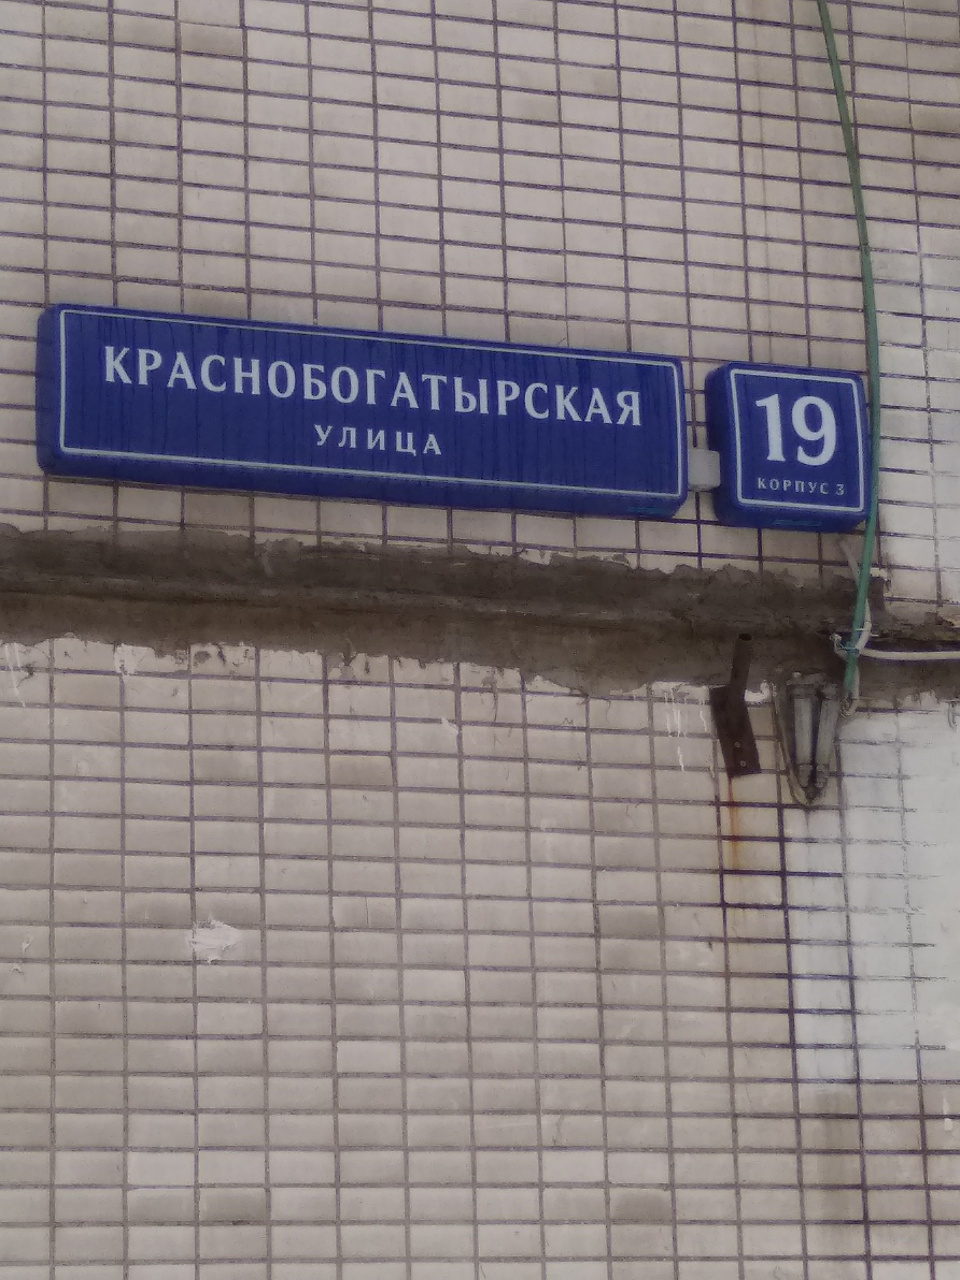 КРАСНОБОГАТЫРСКАЯ
УЛИЦА
19
КОРПУС 3